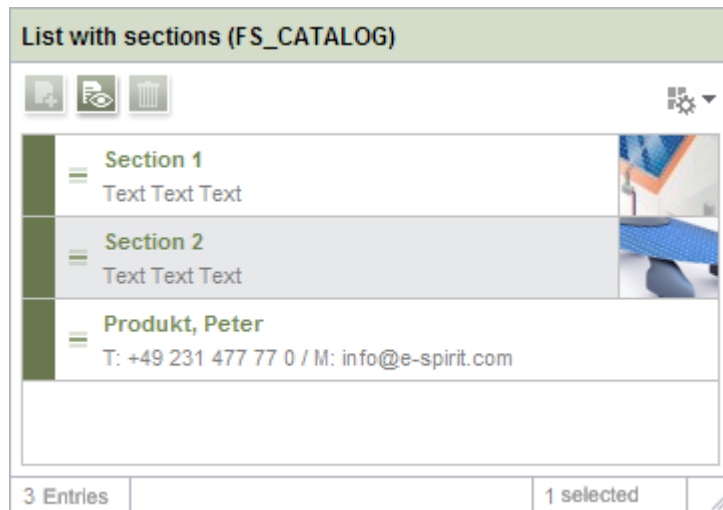 List with sections (FS_CATALOG)
Section 1
Text Text Text
Section 2
Text Text Text
Produkt, Peter
T: +49 231 477 77 0 / M: info@e-spirit.com
3 Entries
1 selected